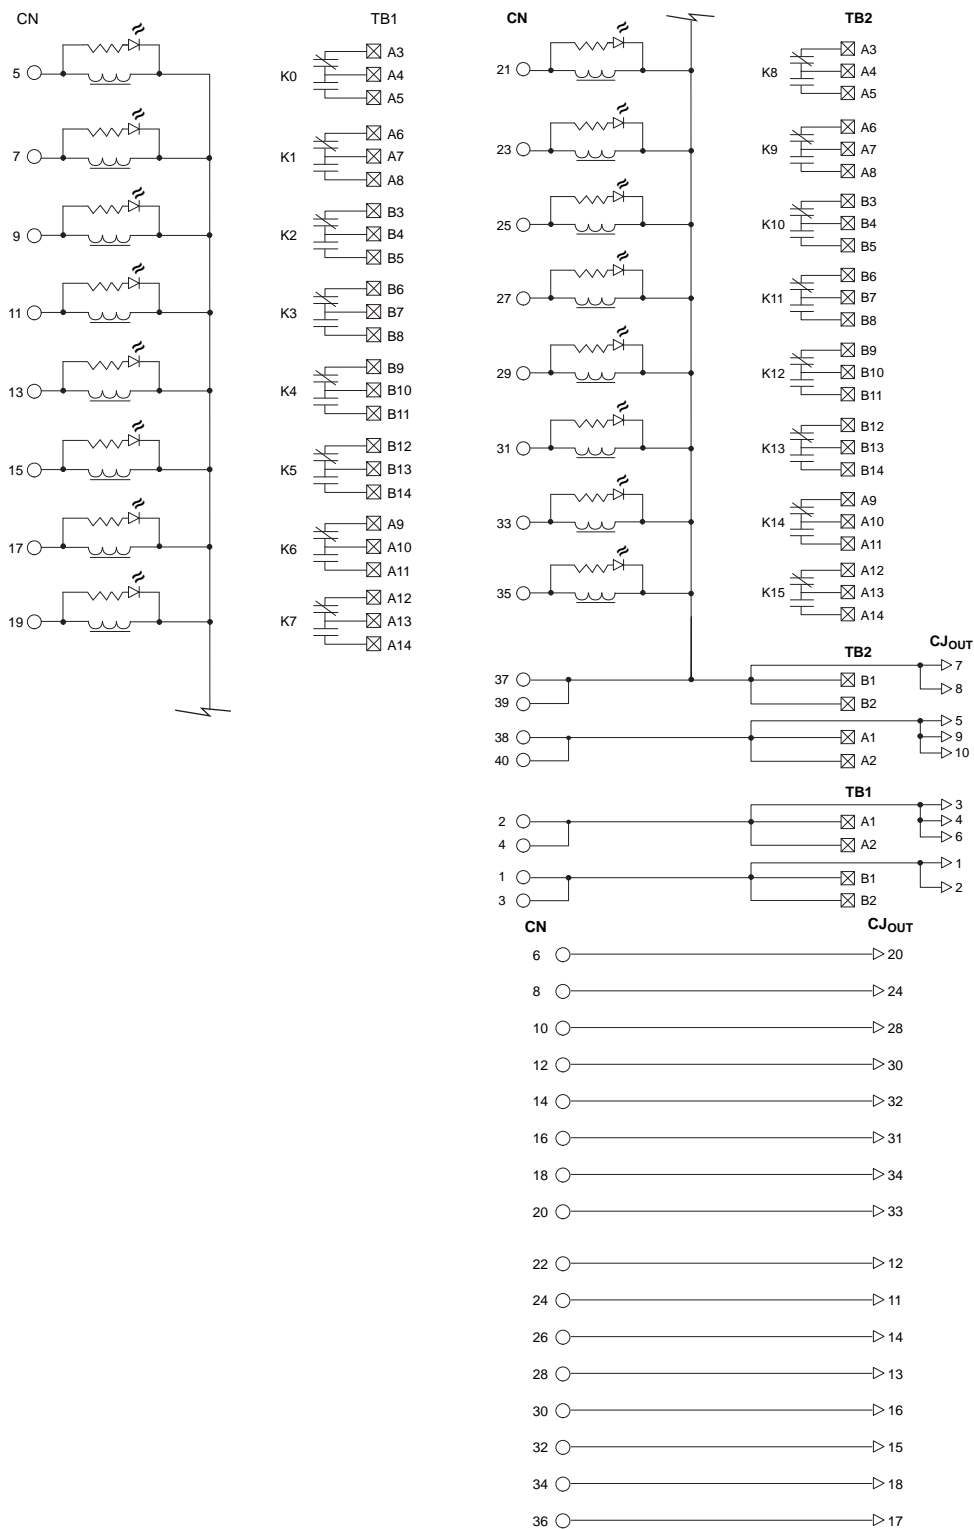 CN TB1
5 K0 A3
A4
A5
7 K1 A6
A7
A8
9 K2 B3
B4
B5
11 K3 B6
B7
B8
13 K4 B9
B10
B11
15 K5 B12
B13
B14
17 K6 A9
A10
A11
19 K7 A12
A13
A14
CN TB2
21 K8 A3
A4
A5
23 K9 A6
A7
A8
25 K10 B3
B4
B5
27 K11 B6
B7
B8
29 K12 B9
B10
B11
31 K13 B12
B13
B14
33 K14 A9
A10
A11
35 K15 A12
A13
A14
TB2 CJOUT
37 B1 7
39 B2 8
38 A1 5
9
40 A2 10
TB1
2 A1 3
4
4 A2 6
1 B1 1
3 B2 2
CN CJOUT
6 20
8 24
10 28
12 30
14 32
16 31
18 34
20 33
22 12
24 11
26 14
28 13
30 16
32 15
34 18
36 17